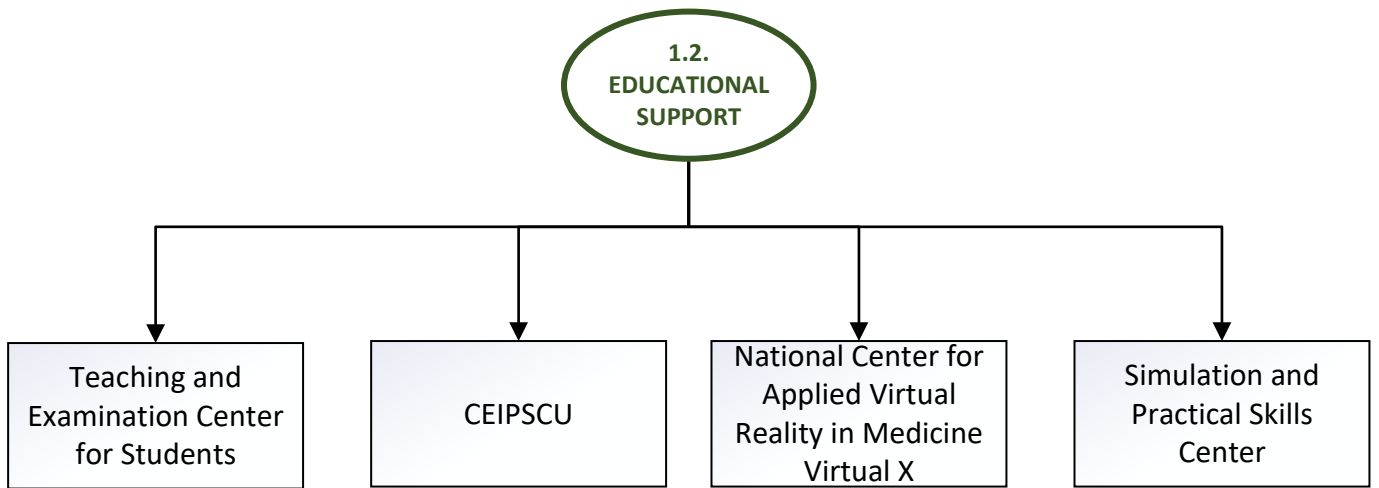 1.2.
EDUCATIONAL
SUPPORT
Teaching and
Examination Center
for Students
CEIPSCU
National Center for
Applied Virtual
Reality in Medicine
Virtual X
Simulation and
Practical Skills
Center